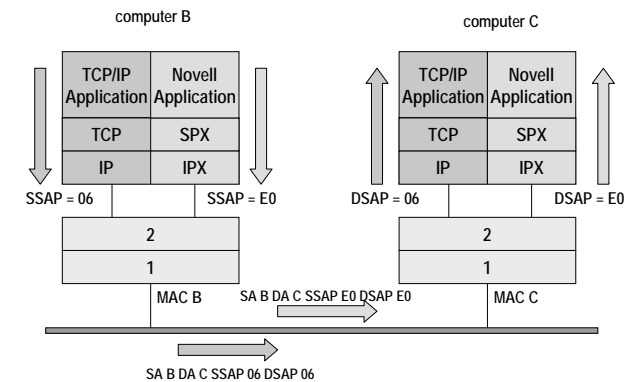 computer B
computer C
TCP/IP
Application
Novell
Application
TCP
SPX
IP
IPX
SSAP = 06
SSAP = E0
2
1
MAC B
TCP/IP
Application
Novell
Application
TCP
SPX
IP
IPX
DSAP = 06
DSAP = E0
2
1
MAC C
SA B DA C SSAP E0 DSAP E0
SA B DA C SSAP 06 DSAP 06